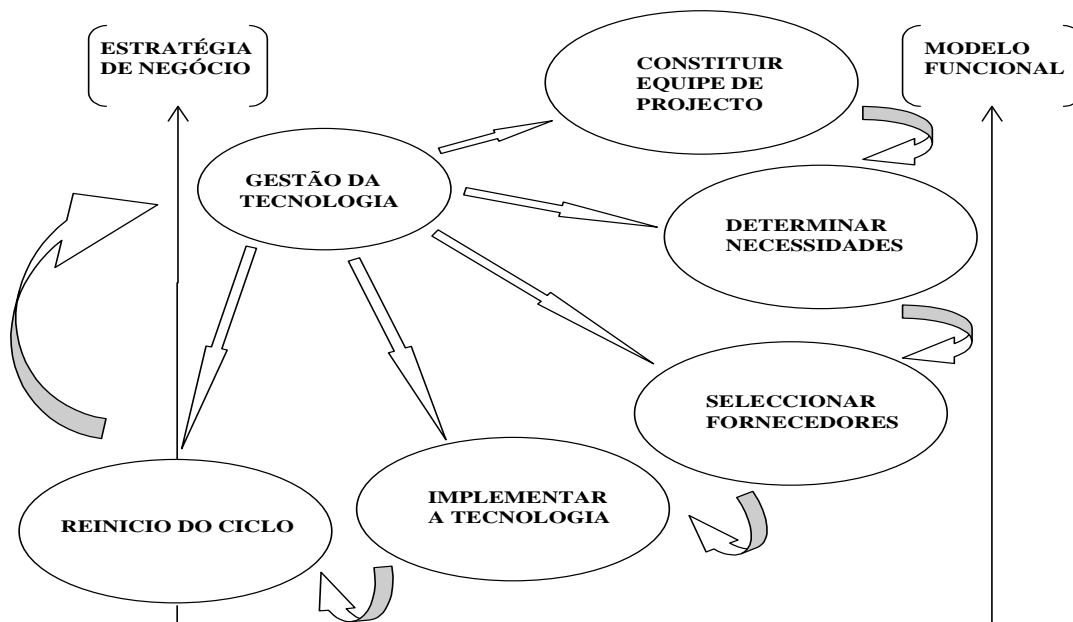 ESTRATÉGIA
DE NEGÓCIO
CONSTITUIR
EQUIPE DE
PROJECTO
MODELO
FUNCIONAL
GESTÃO DA
TECNOLOGIA
DETERMINAR
NECESSIDADES
SELECCIONAR
FORNECEDORES
IMPLEMENTAR
A TECNOLOGIA
REINICIO DO CICLO